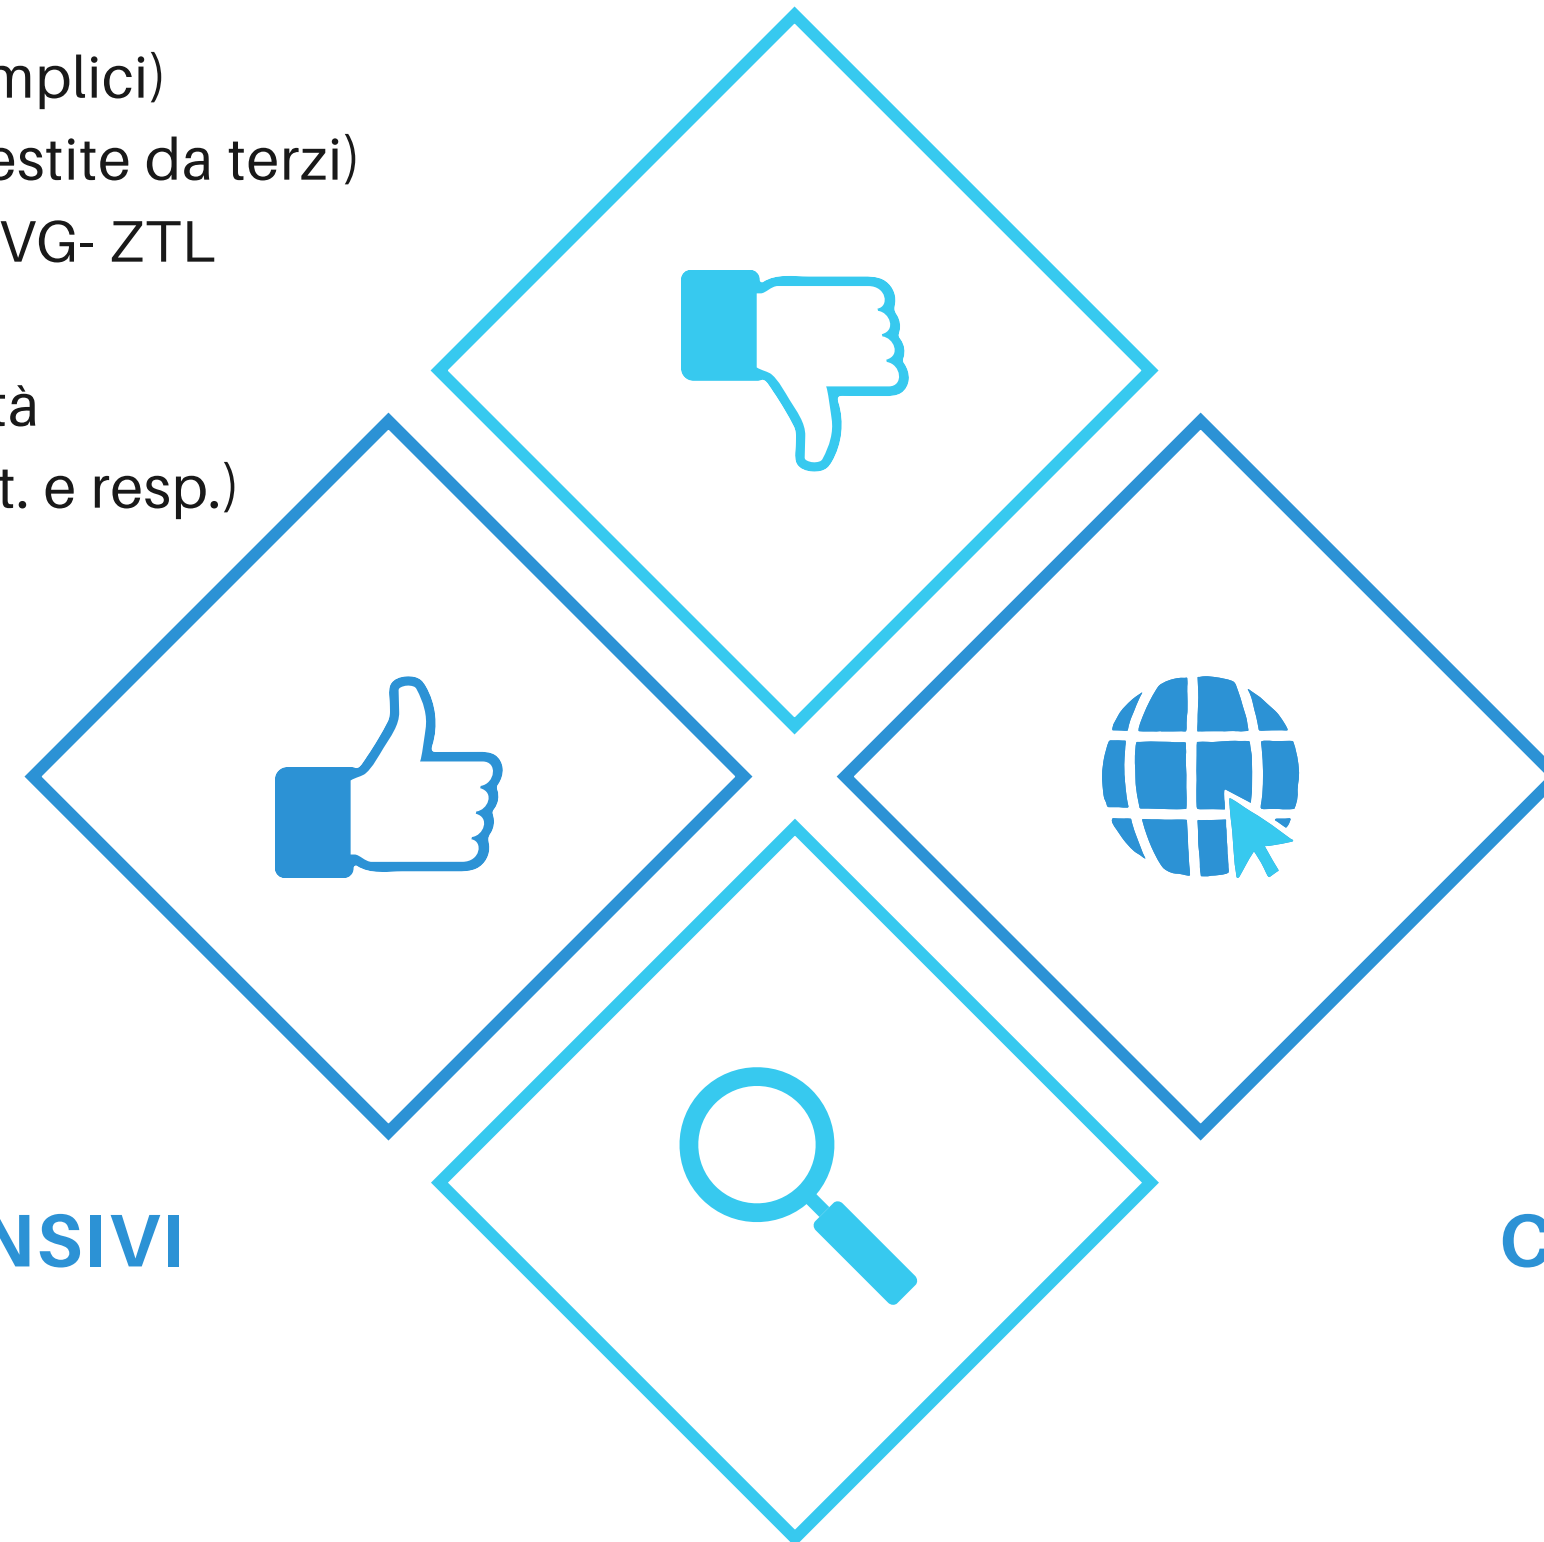 mplici)
estite da terzi)
VG- ZTL
tà
t. e resp.)
NSIVI
C